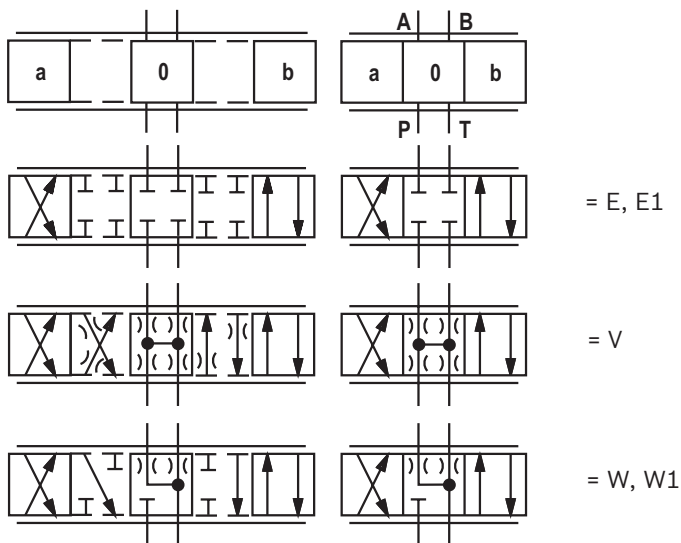 A B
a 0 b a 0 b
P T
= E, E1
= V
= W, W1